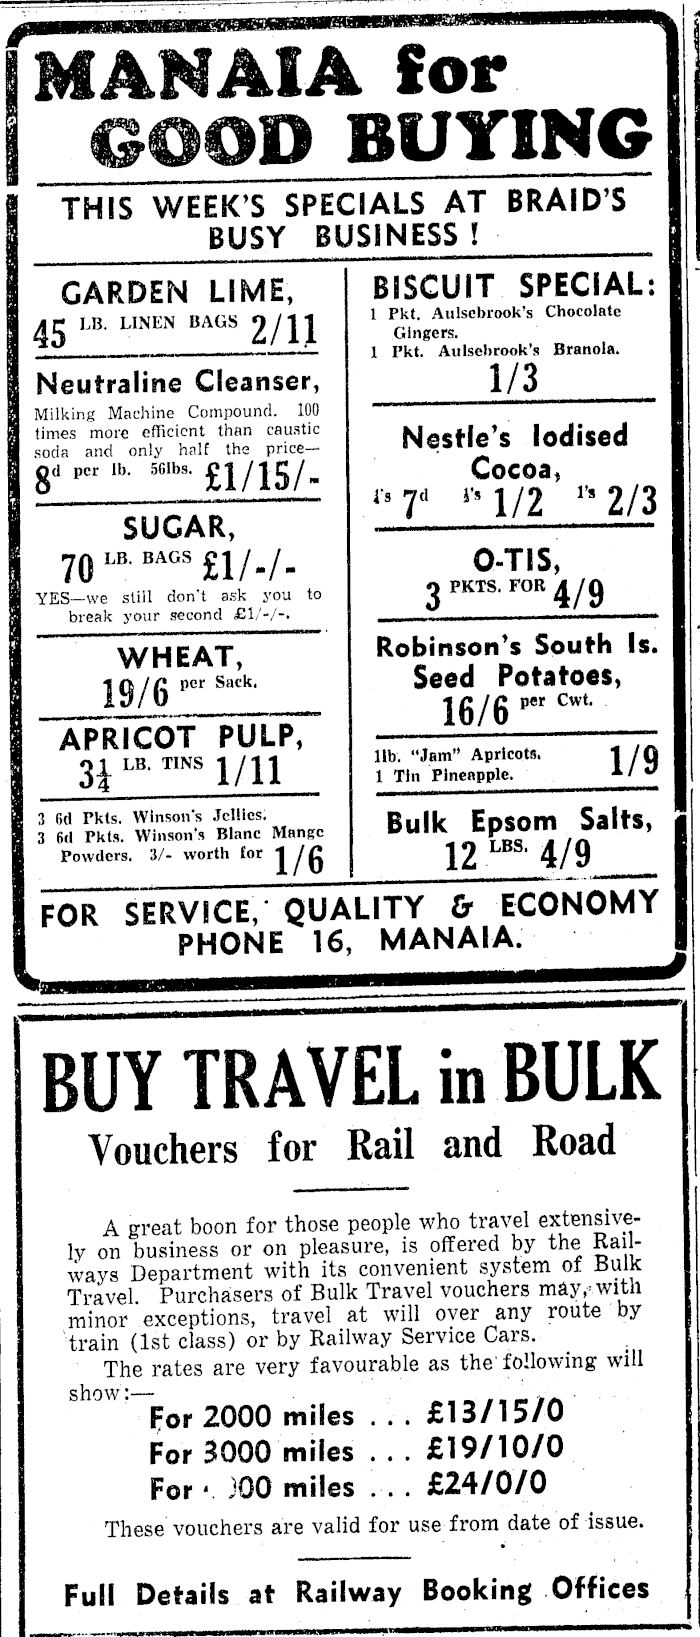 MANAIA for
GOOD BUYING
THIS WEEK'S SPECIALS AT BRAID'S
BUSY BUSINESS!
GARDEN LIME,
45 LB. LINEN BAGS 2/11
Neutraline Cleanser,
Milking Machine Compound. 100
times more efficient than caustic
soda and only half the price—
8d per lb. 56lbs. £1/15/-
SUGAR,
70 LB. BAGS £1/-/-
YES—we still don't ask you to
break your second £1/-/-.
WHEAT,
19/6 per Sack.
APRICOT PULP,
3¼ LB. TINS 1/11
3 6d Pkts. Winson's Jellies.
3 6d Pkts. Winson's Blanc Mange
Powders. 3/- worth for 1/6
BISCUIT SPECIAL:
1 Pkt. Aulsebrook's Chocolate
Gingers.
1 Pkt. Aulsebrook's Branola.
1/3
Nestle's Iodised
Cocoa,
¼'s 7d ½'s 1/2 1's 2/3
O-TIS,
3 PKTS. FOR 4/9
Robinson's South Is.
Seed Potatoes,
16/6 per Cwt.
1lb. "Jam" Apricots.
1 Tin Pineapple. 1/9
Bulk Epsom Salts,
12 LBS. 4/9
FOR SERVICE, QUALITY & ECONOMY
PHONE 16, MANAIA.
BUY TRAVEL in BULK
Vouchers for Rail and Road
A great boon for those people who travel extensive-
ly on business or on pleasure, is offered by the Rail-
ways Department with its convenient system of Bulk
Travel. Purchasers of Bulk Travel vouchers may, with
minor exceptions, travel at will over any route by
train (1st class) or by Railway Service Cars.
The rates are very favourable as the following will
show:—
For 2000 miles ... £13/15/0
For 3000 miles ... £19/10/0
For miles ... £24/0/0
These vouchers are valid for use from date of issue.
Full Details at Railway Booking Offices